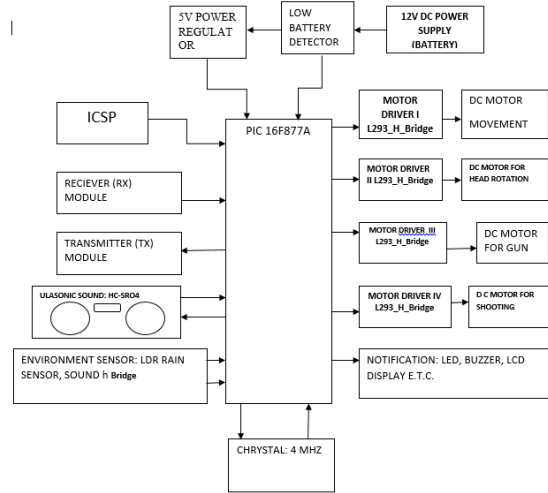 5V POWER
REGULAT
OR
LOW
BATTERY
DETECTOR
12V DC POWER
SUPPLY
(BATTERY)
ICSP
PIC 16F877A
MOTOR
DRIVER I
L293_H_Bridge
DC MOTOR
MOVEMENT
RECIEVER (RX)
MODULE
MOTOR DRIVER
II L293_H_Bridge
DC MOTOR FOR
HEAD ROTATION
TRANSMITTER (TX)
MODULE
MOTOR DRIVER III
L293_H_Bridge
DC MOTOR
FOR GUN
ULASONIC SOUND: HC-SRO4
MOTOR DRIVER IV
L293_H_Bridge
D C MOTOR FOR
SHOOTING
ENVIRONMENT SENSOR: LDR RAIN
SENSOR, SOUND h Bridge
NOTIFICATION: LED, BUZZER, LCD
DISPLAY E.T.C.
CHRYSTAL: 4 MHZ